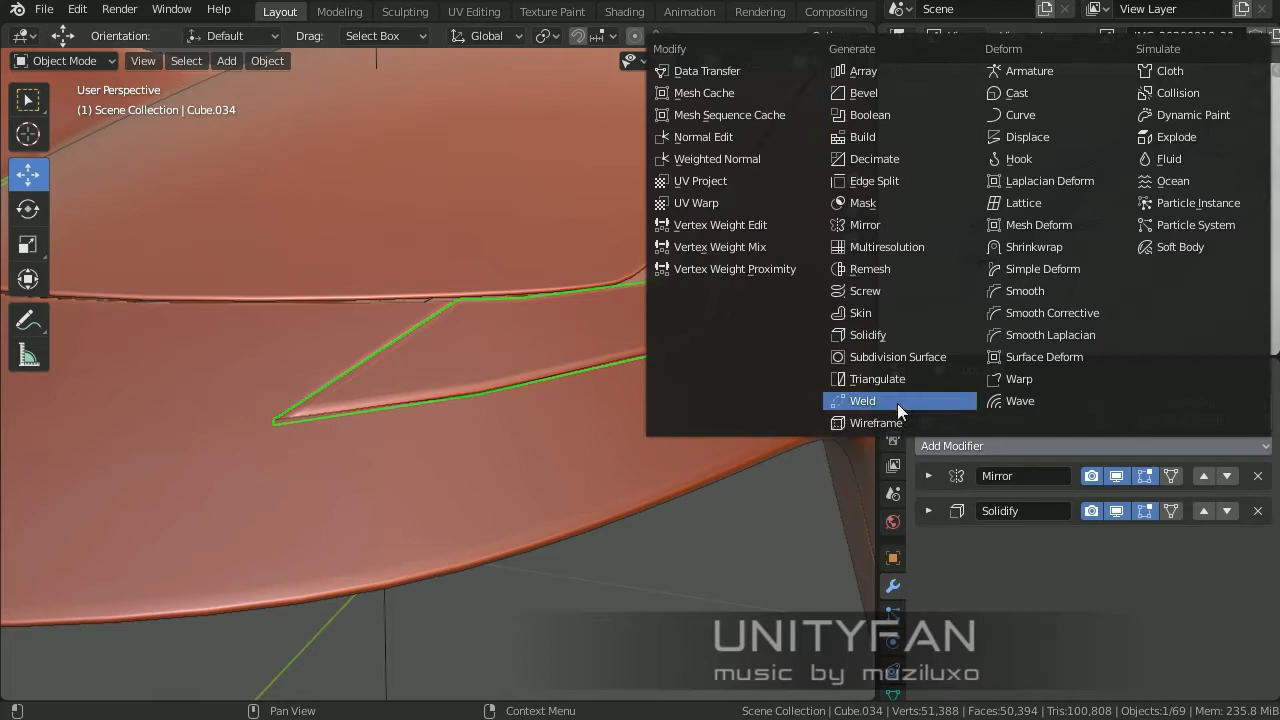 File Edit Render Window Help
Layout Modeling Sculpting UV Editing Texture Paint Shading Animation Rendering Compositing
Scene
View Layer
Orientation: Default
Drag: Select Box
Global
Object Mode View Select Add Object
User Perspective
(1) Scene Collection | Cube.034
Modify
Data Transfer
Mesh Cache
Mesh Sequence Cache
Normal Edit
Weighted Normal
UV Project
UV Warp
Vertex Weight Edit
Vertex Weight Mix
Vertex Weight Proximity
Generate
Array
Bevel
Boolean
Build
Decimate
Edge Split
Mask
Mirror
Multiresolution
Remesh
Screw
Skin
Solidify
Subdivision Surface
Triangulate
Weld
Wireframe
Deform
Armature
Cast
Curve
Displace
Hook
Laplacian Deform
Lattice
Mesh Deform
Shrinkwrap
Simple Deform
Smooth
Smooth Corrective
Smooth Laplacian
Surface Deform
Warp
Wave
Simulate
Cloth
Collision
Dynamic Paint
Explode
Fluid
Ocean
Particle Instance
Particle System
Soft Body
Add Modifier
Mirror
Solidify
UNITYFAN
music by muziluxo
Pan View
Context Menu
Scene Collection | Cube.034 | Verts:51,388 | Faces:50,394 | Tris:100,808 | Objects:1/69 | Mem: 235.8 MiB